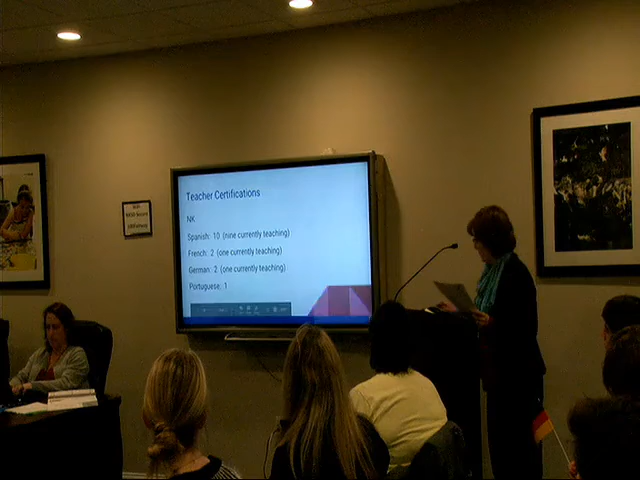 Teacher Certifications
NK
Spanish: 10 (nine currently teaching)
French: 2 (one currently teaching)
German: 2 (one currently teaching)
Portuguese, 1